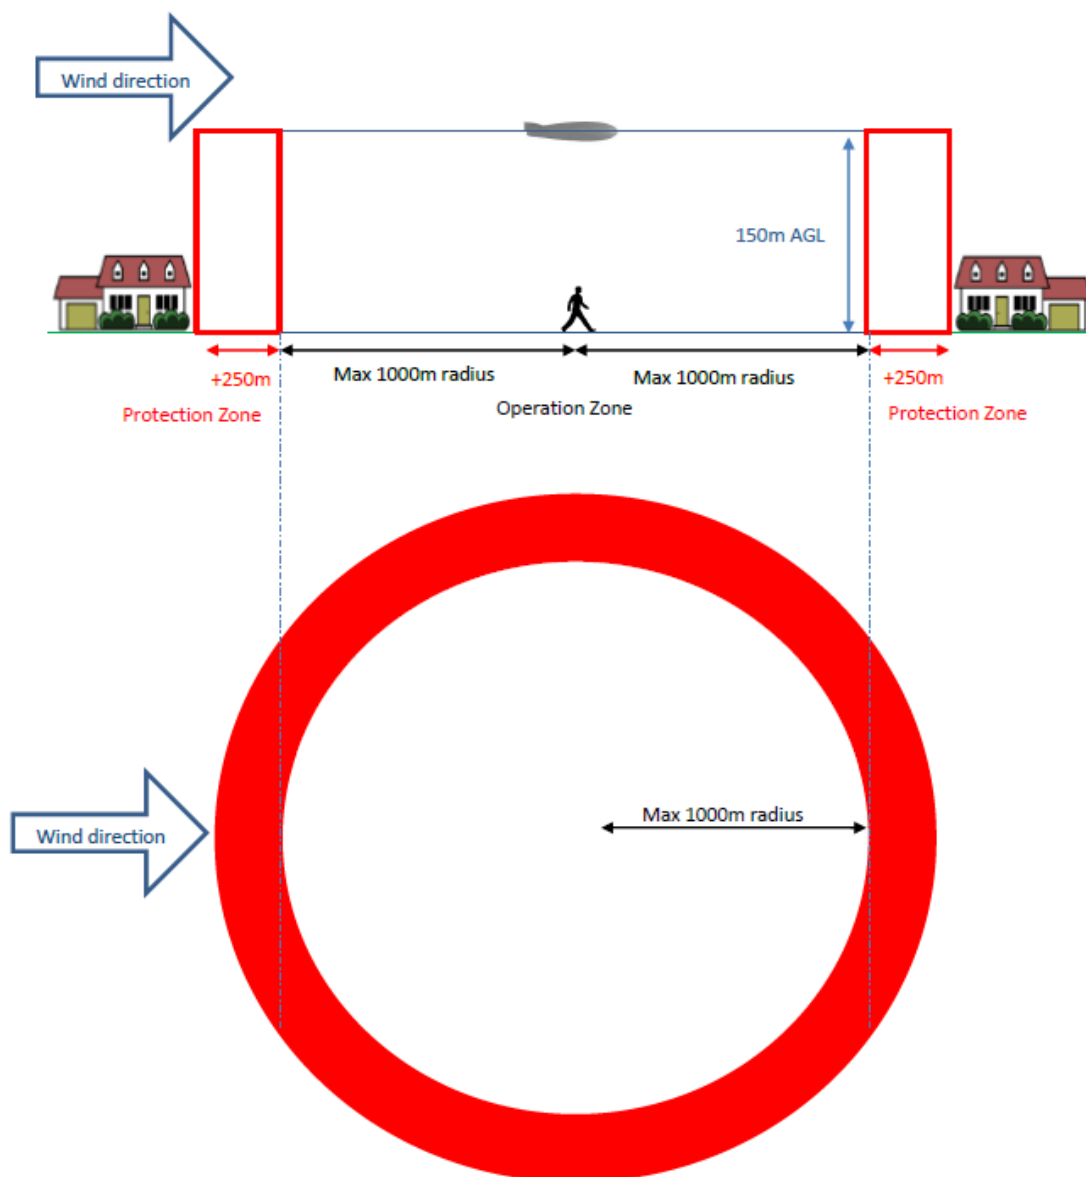 Wind direction
150m AGL
+250m
Max 1000m radius
Max 1000m radius
+250m
Protection Zone
Operation Zone
Protection Zone
Max 1000m radius
Wind direction